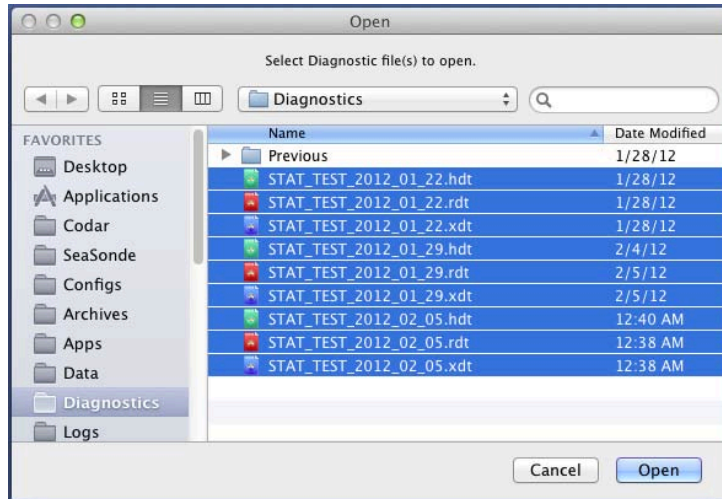 Open
Select Diagnostic file(s) to open.
Diagnostics
FAVORITES
Desktop
Applications
Codar
SeaSonde
Configs
Archives
Apps
Data
Diagnostics
Logs
Name Date Modified
Previous 1/28/12
STAT_TEST_2012_01_22.hdt 1/28/12
STAT_TEST_2012_01_22.rdt 1/28/12
STAT_TEST_2012_01_22.xdt 1/28/12
STAT_TEST_2012_01_29.hdt 2/4/12
STAT_TEST_2012_01_29.rdt 2/5/12
STAT_TEST_2012_01_29.xdt 2/5/12
STAT_TEST_2012_02_05.hdt 12:40 AM
STAT_TEST_2012_02_05.rdt 12:38 AM
STAT_TEST_2012_02_05.xdt 12:38 AM
Cancel Open